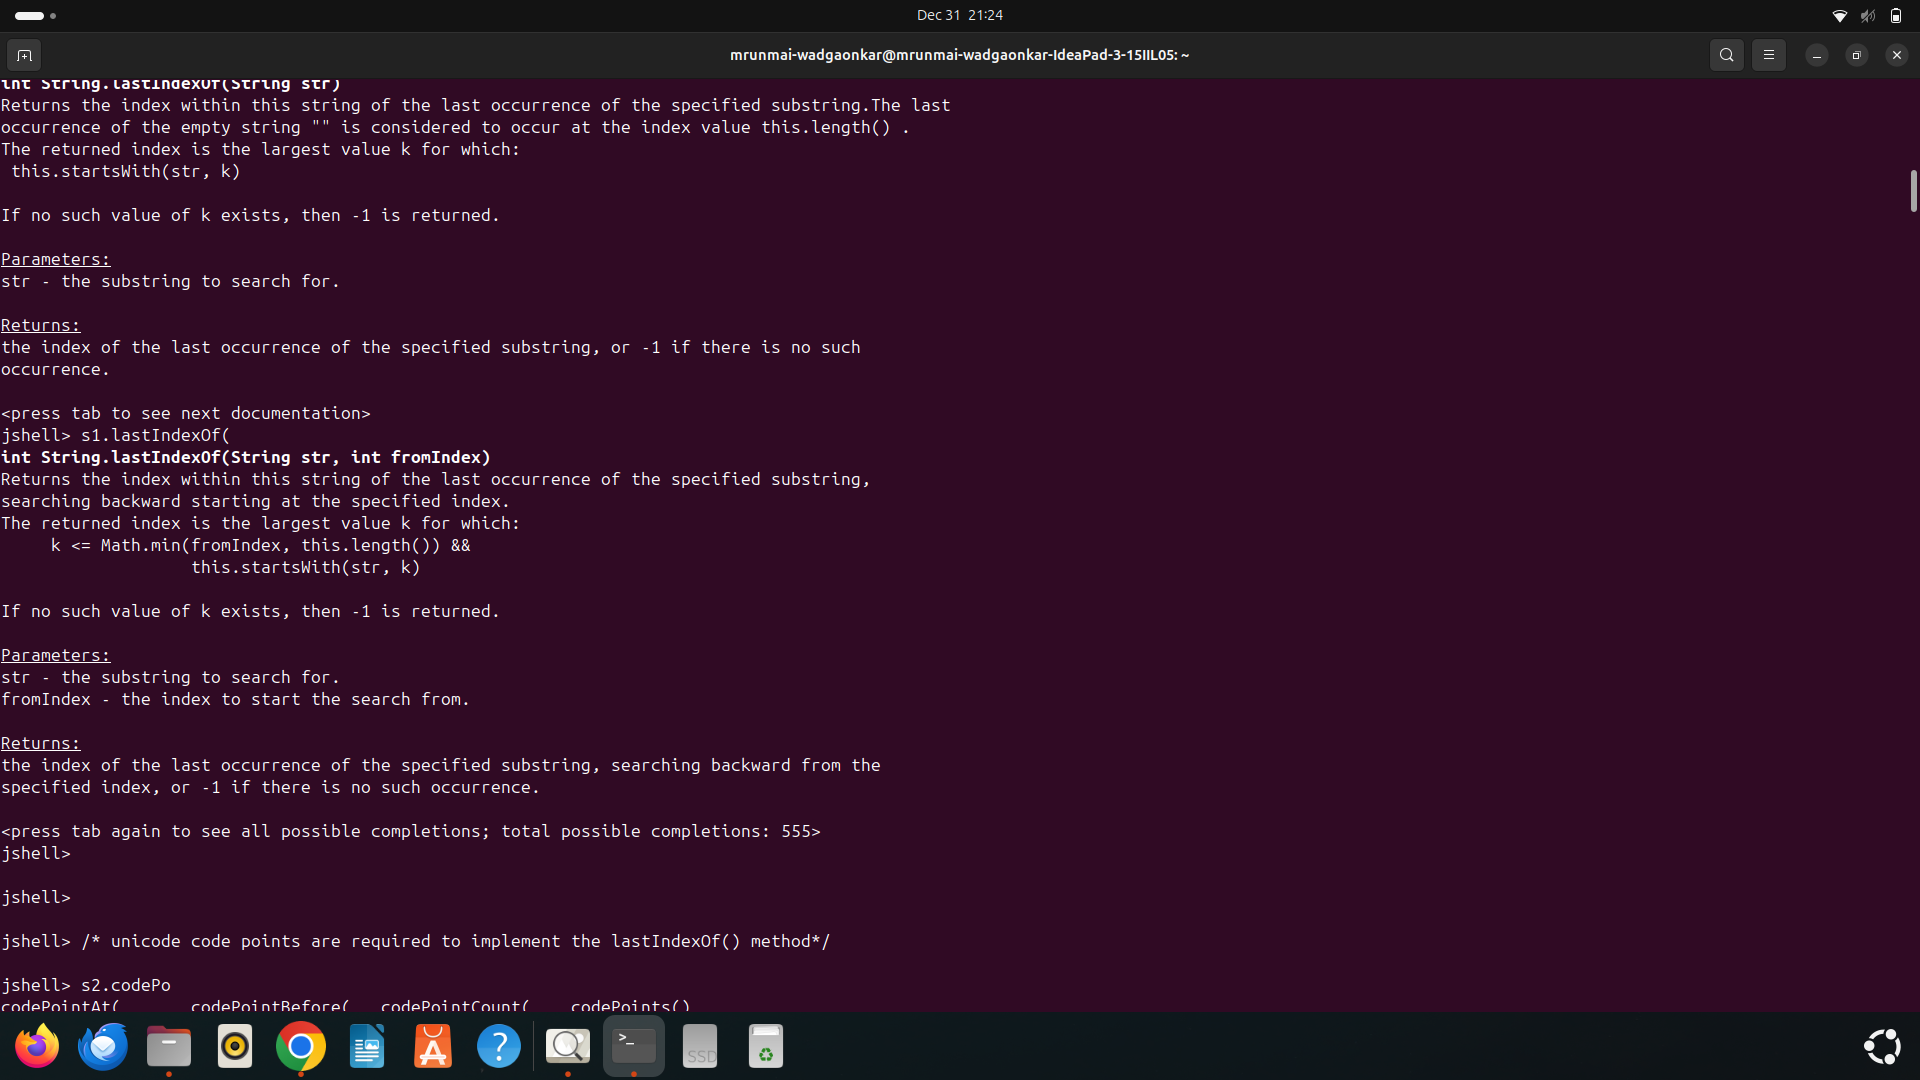 Dec 31 21:24
mrunmai-wadgaonkar@mrunmai-wadgaonkar-IdeaPad-3-15IIL05: ~
int String.lastIndexOf(String str)
Returns the index within this string of the last occurrence of the specified substring.The last
occurrence of the empty string "" is considered to occur at the index value this.length() .
The returned index is the largest value k for which:
this.startsWith(str, k)
If no such value of k exists, then -1 is returned.
Parameters:
str - the substring to search for.
Returns:
the index of the last occurrence of the specified substring, or -1 if there is no such
occurrence.
<press tab to see next documentation>
jshell> s1.lastIndexOf(
int String.lastIndexOf(String str, int fromIndex)
Returns the index within this string of the last occurrence of the specified substring,
searching backward starting at the specified index.
The returned index is the largest value k for which:
k <= Math.min(fromIndex, this.length()) &&
this.startsWith(str, k)
If no such value of k exists, then -1 is returned.
Parameters:
str - the substring to search for.
fromIndex - the index to start the search from.
Returns:
the index of the last occurrence of the specified substring, searching backward from the
specified index, or -1 if there is no such occurrence.
<press tab again to see all possible completions; total possible completions: 555>
jshell>
jshell>
jshell> /* unicode code points are required to implement the lastIndexOf() method*/
jshell> s2.codePo
codePointAt( codePointBefore( codePointCount( codePoints()
>_
SSD